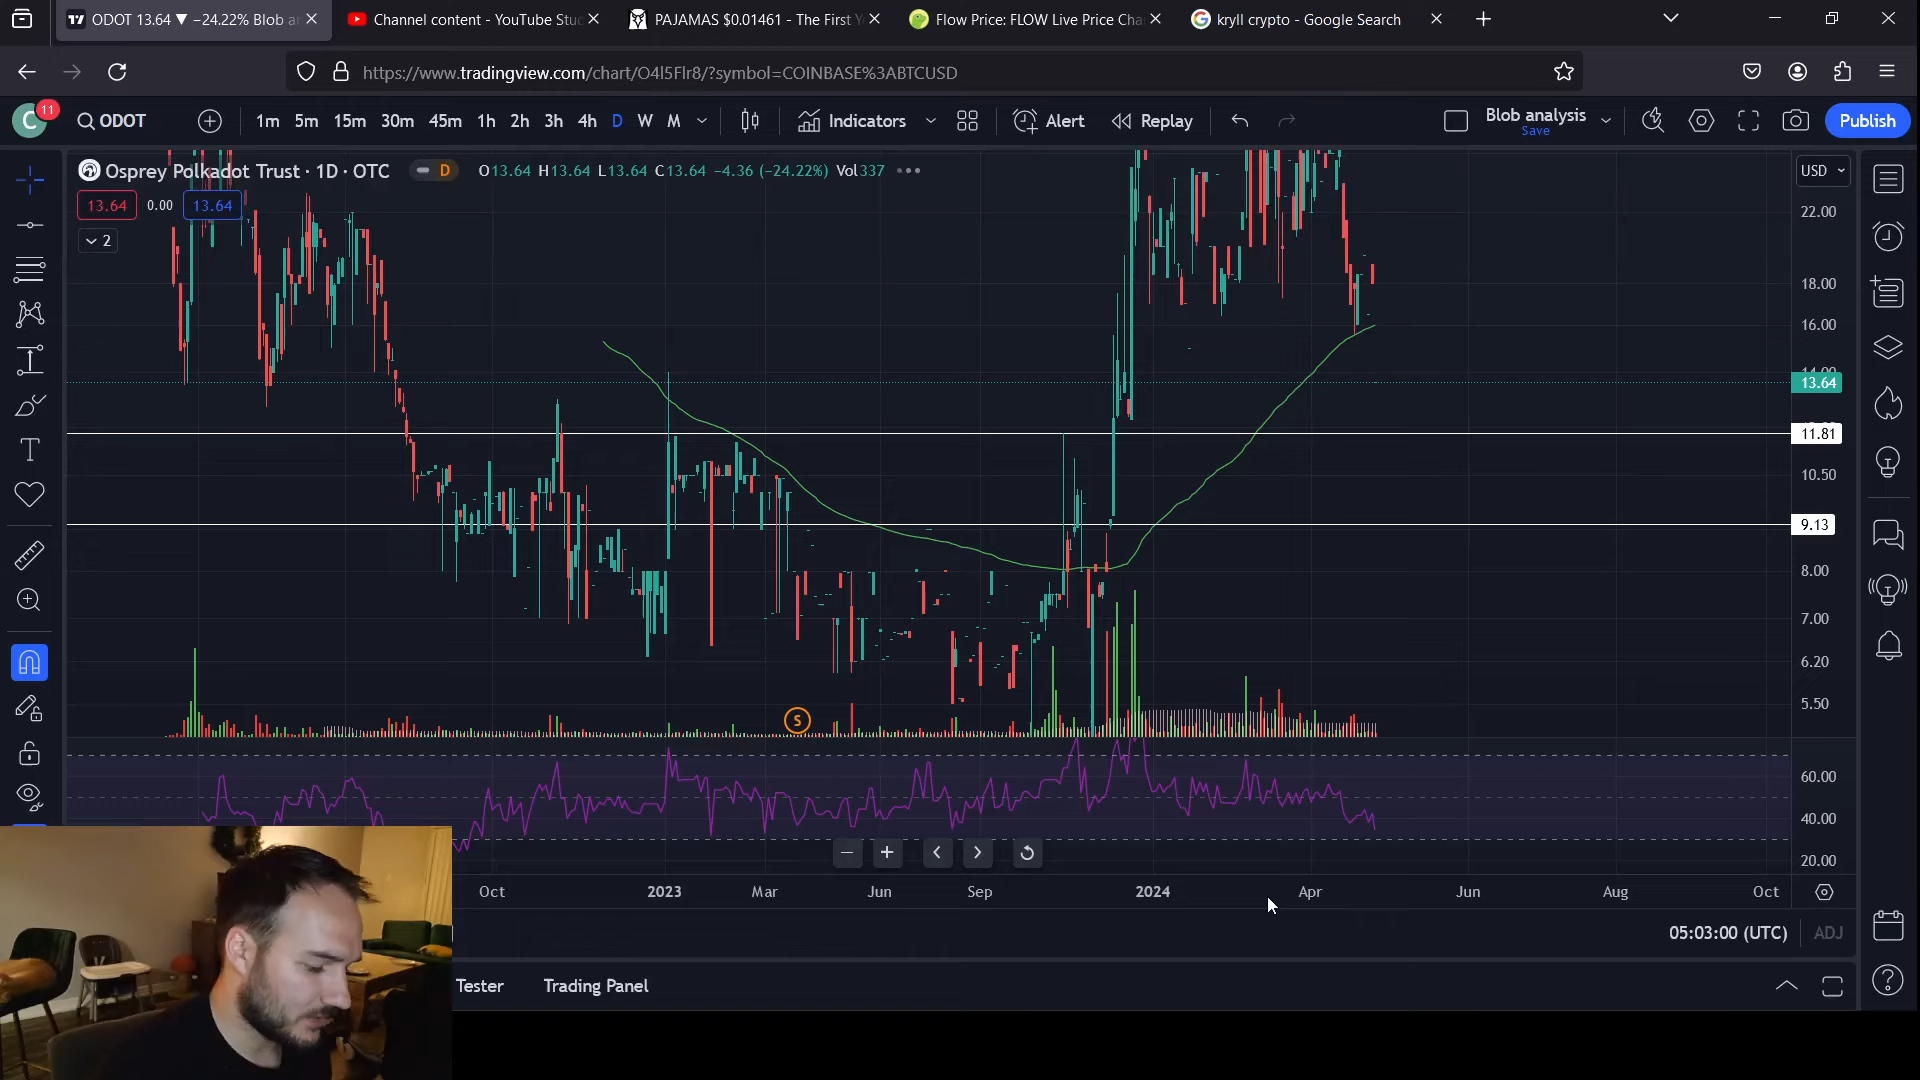 ODOT 13.64 ▼ −24.22% Blob a
Channel content - YouTube Stu
PAJAMAS $0.01461 - The First Y
Flow Price: FLOW Live Price Cha
kryll crypto - Google Search
https://www.tradingview.com/chart/O4l5Flr8/?symbol=COINBASE%3ABTCUSD
C
11
ODOT
1m 5m 15m 30m 45m 1h 2h 3h 4h D W M
Indicators
Alert
Replay
Blob analysis
Save
Publish
Osprey Polkadot Trust · 1D · OTC
D
O13.64 H13.64 L13.64 C13.64 −4.36 (−24.22%) Vol337
USD
13.64 0.00 13.64
2
22.00
18.00
16.00
14.00
13.64
11.81
10.50
9.13
8.00
7.00
6.20
5.50
S
60.00
40.00
20.00
Oct 2023 Mar Jun Sep 2024 Apr Jun Aug Oct
05:03:00 (UTC) ADJ
Tester Trading Panel